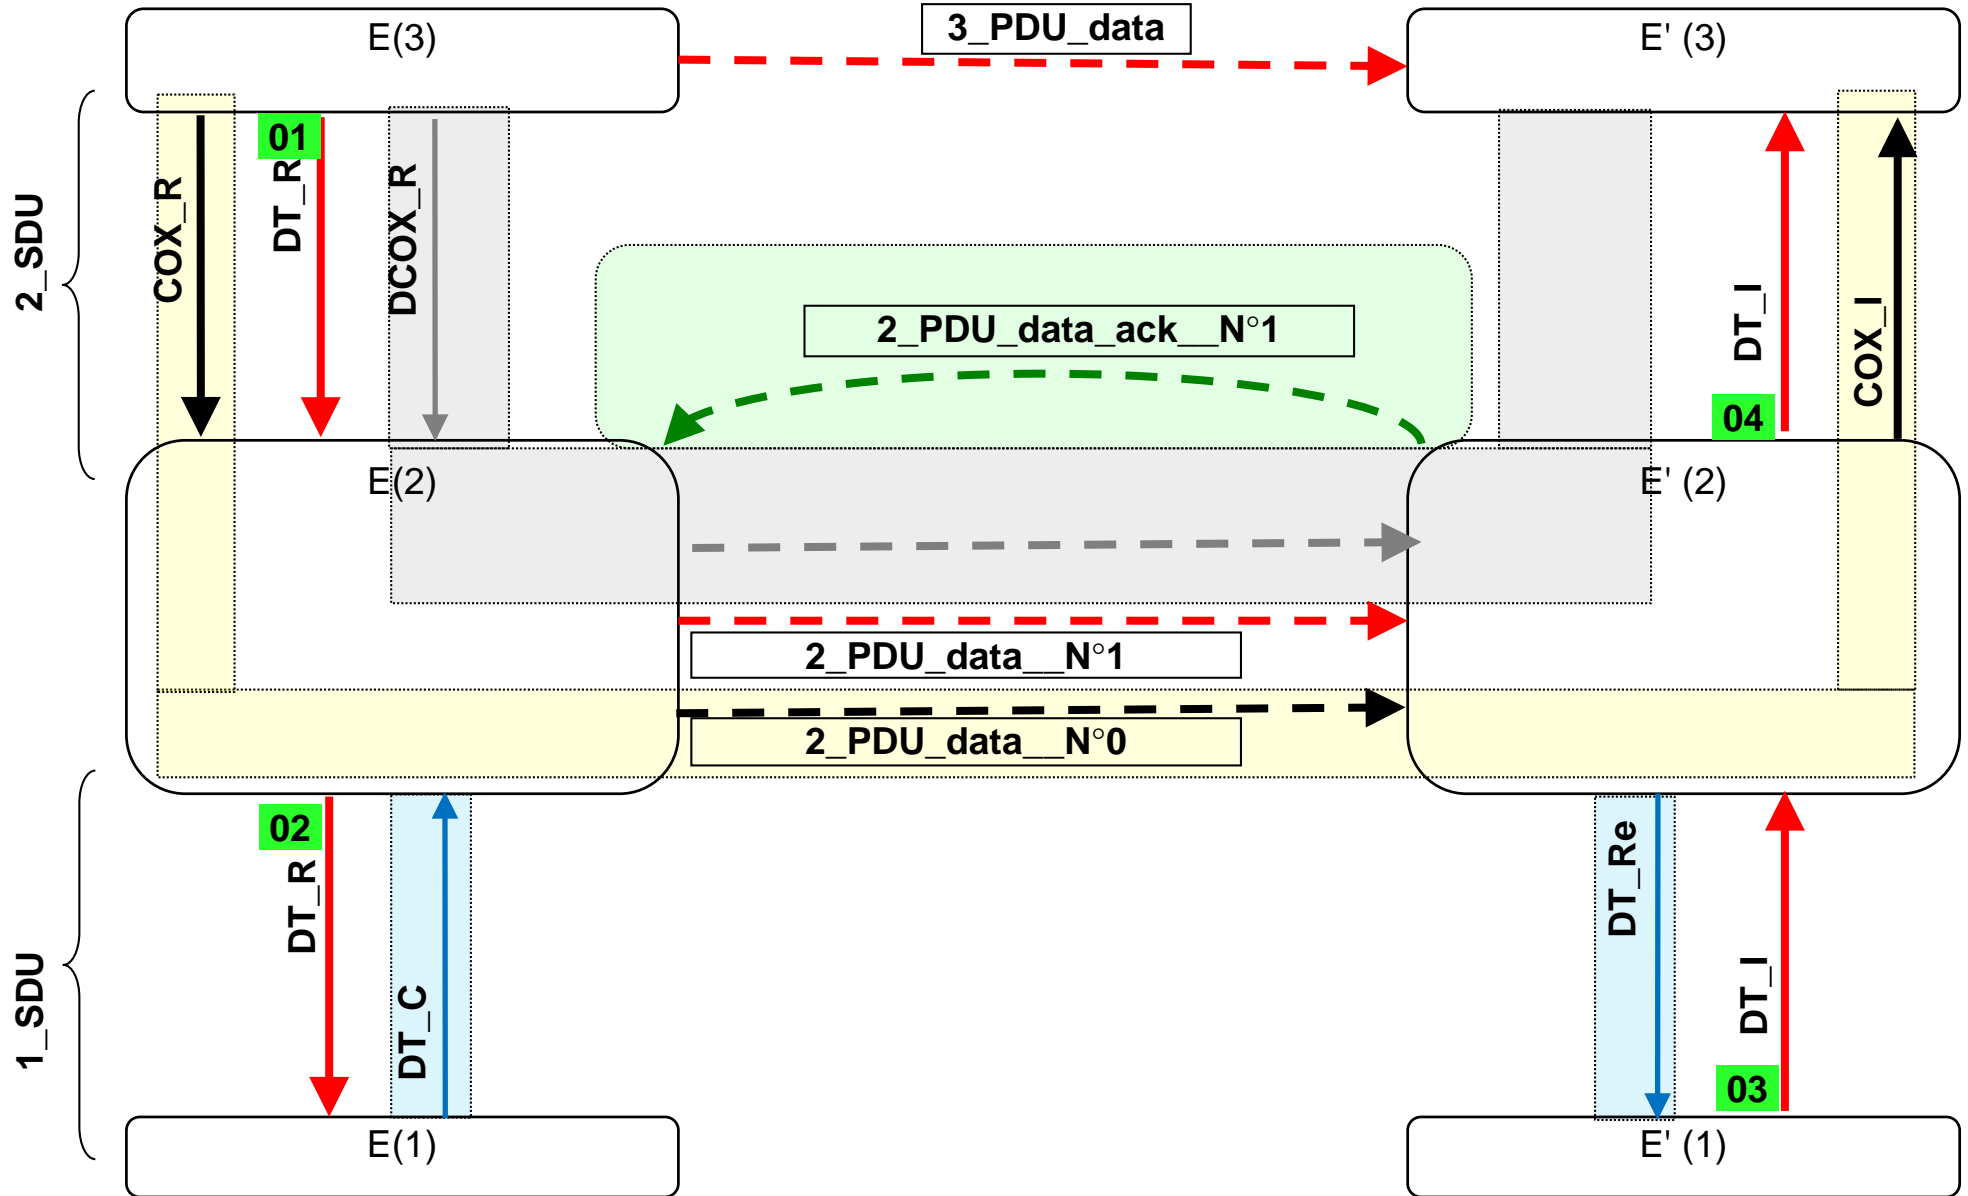 E(3)
3_PDU_data
E' (3)
01
2_SDU
COX_R
DT_R
DCOX_R
2_PDU_data_ack__N°1
DT_I
COX_I
04
E(2)
E' (2)
2_PDU_data__N°1
2_PDU_data__N°0
02
1_SDU
DT_R
DT_C
DT_Re
DT_I
03
E(1)
E' (1)